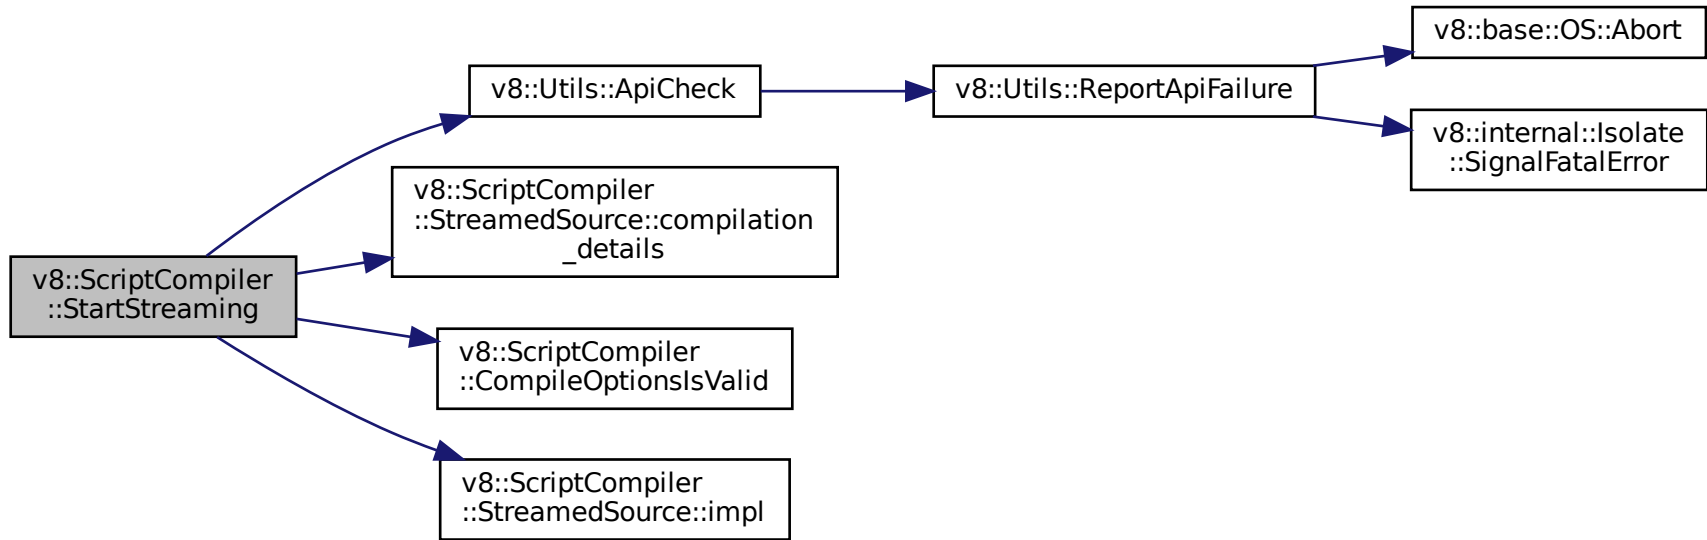 v8::ScriptCompiler
::StartStreaming
v8::Utils::ApiCheck
v8::Utils::ReportApiFailure
v8::base::OS::Abort
v8::internal::Isolate
::SignalFatalError
v8::ScriptCompiler
::StreamedSource::compilation
_details
v8::ScriptCompiler
::CompileOptionsIsValid
v8::ScriptCompiler
::StreamedSource::impl